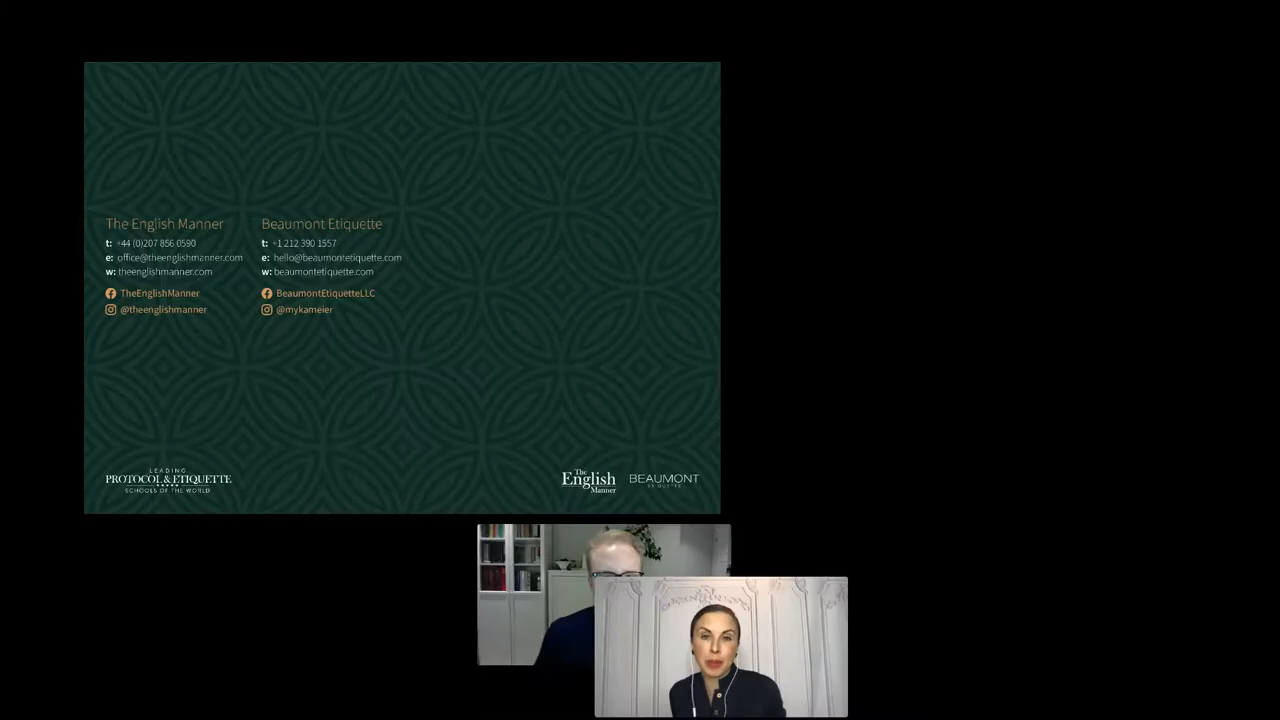 The English Manner
t: +44 (0)207 856 0590
e: office@theenglishmanner.com
w: theenglishmanner.com
TheEnglishManner
@theenglishmanner
Beaumont Etiquette
t: +1 212 390 1557
e: hello@beaumontetiquette.com
w: beaumontetiquette.com
BeaumontEtiquetteLLC
@mykameier
LEADING
PROTOCOL & ETIQUETTE
SCHOOLS OF THE WORLD
The
English
Manner
BEAUMONT
ETIQUETTE